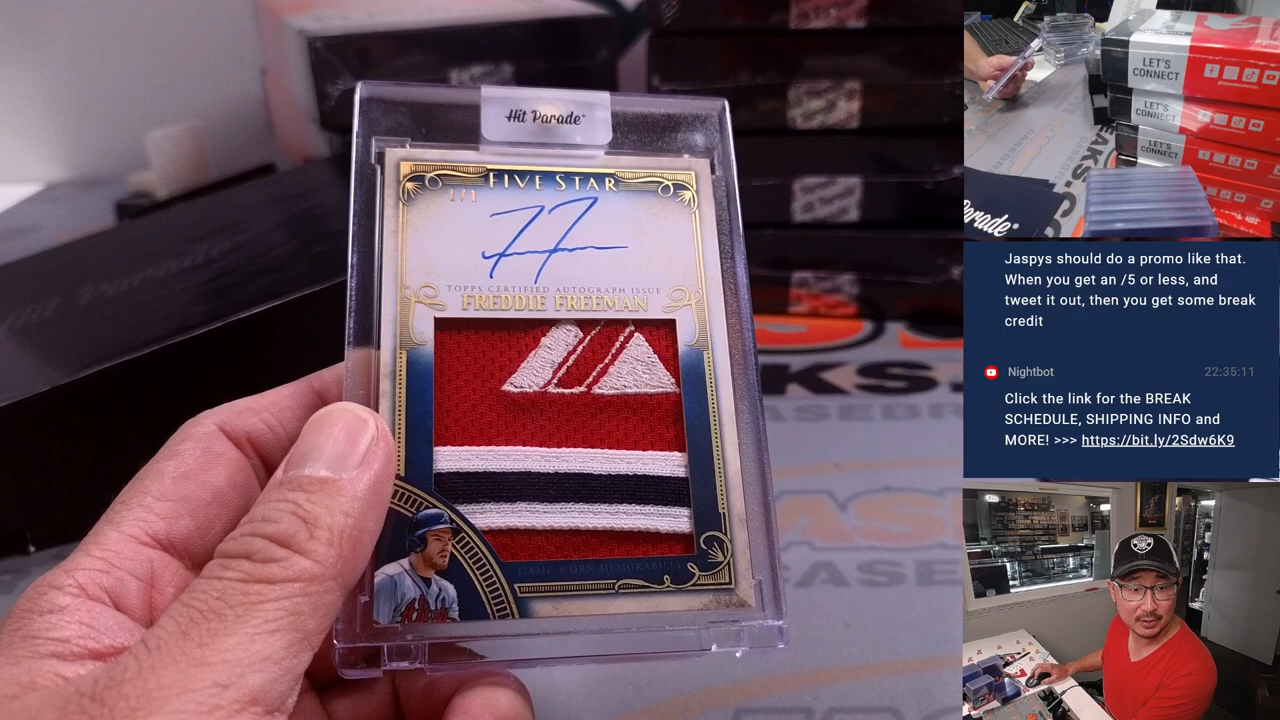 Hit Parade
FIVE STAR
1/1
TOPPS CERTIFIED AUTOGRAPH ISSUE
FREDDIE FREEMAN
GAME-WORN MEMORABILIA
LET'S
CONNECT
LET'S
CONNECT
LET'S
CONNECT
Parade
Jaspys should do a promo like that.
When you get an /5 or less, and
tweet it out, then you get some break
credit
Nightbot 22:35:11
Click the link for the BREAK
SCHEDULE, SHIPPING INFO and
MORE! >>> https://bit.ly/2Sdw6K9